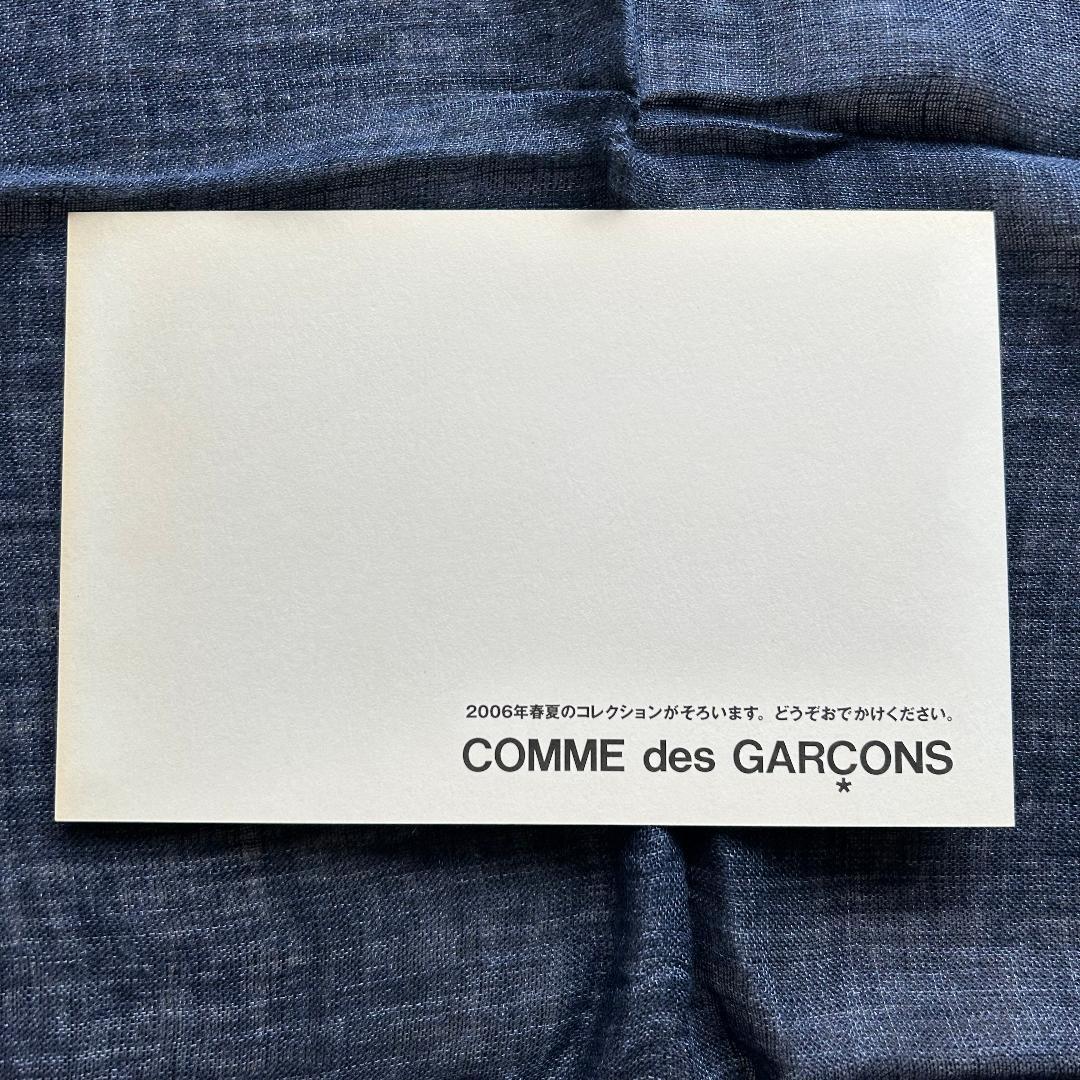 2006年春夏のコレクションがそろいます。どうぞおでかけください。
COMME des GARÇONS
*